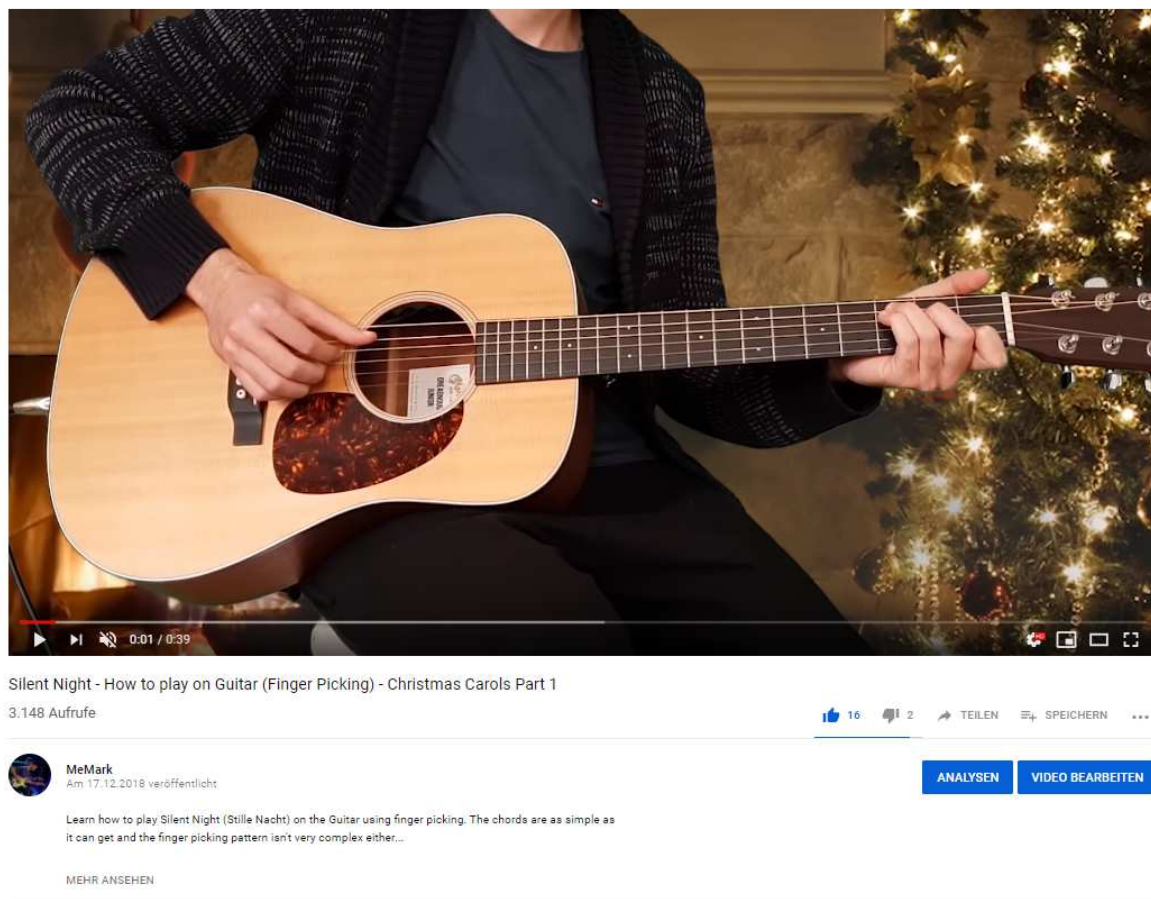 0:01 / 0:39
HD
Silent Night - How to play on Guitar (Finger Picking) - Christmas Carols Part 1
3.148 Aufrufe
16 2 TEILEN SPEICHERN
MeMark
Am 17.12.2018 veröffentlicht
ANALYSEN VIDEO BEARBEITEN
Learn how to play Silent Night (Stille Nacht) on the Guitar using finger picking. The chords are as simple as
it can get and the finger picking pattern isn't very complex either...
MEHR ANSEHEN